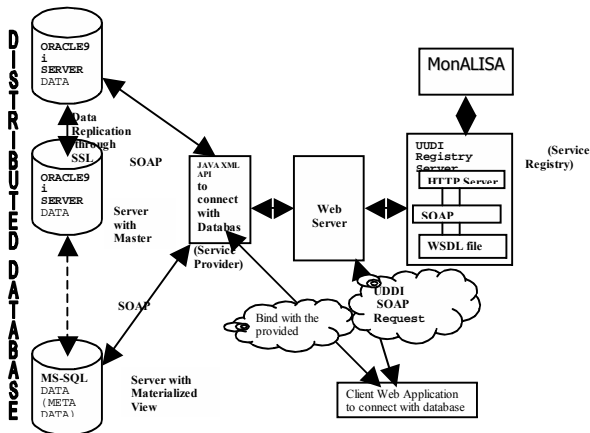 DISTRIBUTED DATABASE
ORACLE9
i
SERVER
DATA
Data
Replication
through
SSL
ORACLE9
i
SERVER
DATA
Server
with
Master
MS-SQL
DATA
(META
DATA)
Server with
Materialized
View
SOAP
SOAP
JAVA XML
API
to
connect
with
Databas
(Service
Provider)
Web
Server
MonALISA
UUDI
Registry
Server
HTTP Server
SOAP
WSDL file
(Service
Registry)
Bind with the
provided
UDDI
SOAP
Request
Client Web Application
to connect with database